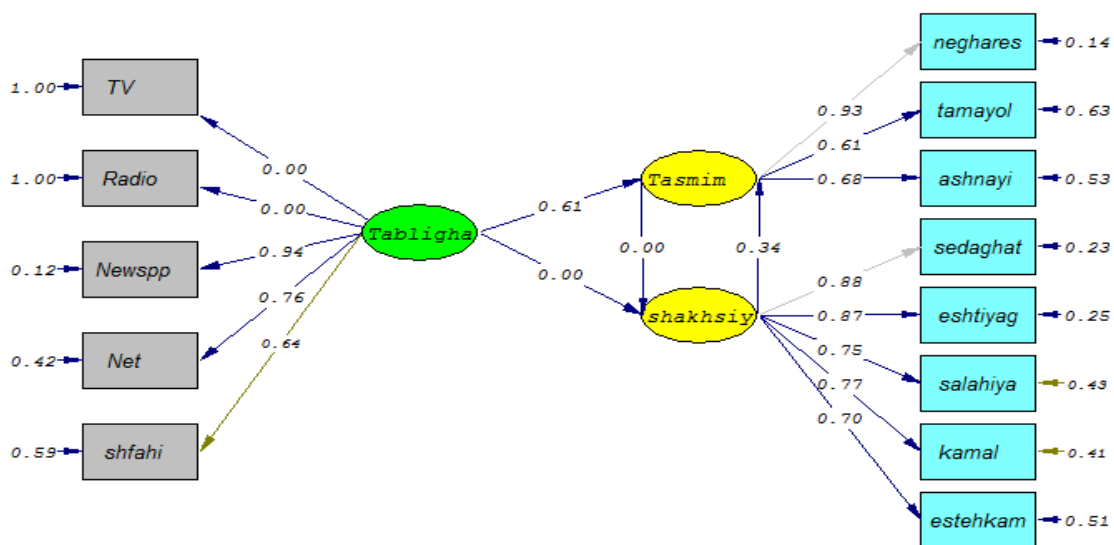 1.00
TV
1.00
Radio
0.12
Newspp
0.42
Net
0.59
shfahi
0.00
0.00
0.94
0.76
0.64
Tabligha
0.61
0.00
Tasmim
0.00
0.34
shakhsiy
0.93
0.61
0.68
0.88
0.87
0.75
0.77
0.70
neghares
0.14
tamayol
0.63
ashnayi
0.53
sedaghat
0.23
eshtiyag
0.25
salahiya
0.43
kamal
0.41
estehkam
0.51